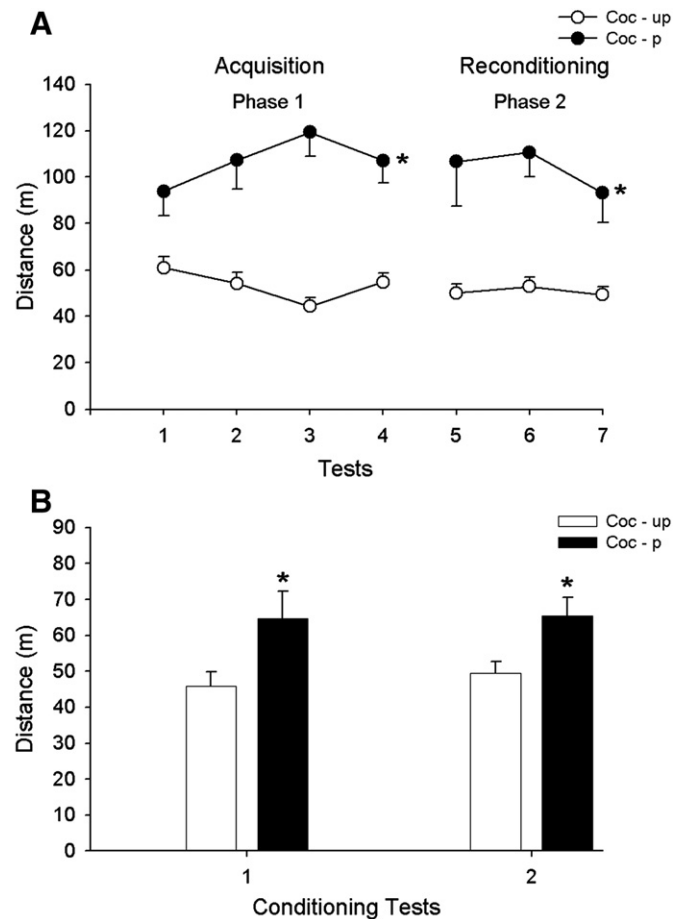 A
Coc - up
Coc - p
Acquisition
Reconditioning
Phase 1
Phase 2
Distance (m)
140
120
100
80
60
40
20
0
*
*
1 2 3 4 5 6 7
Tests
B
Coc - up
Coc - p
Distance (m)
90
80
70
60
50
40
30
20
10
0
*
*
1 2
Conditioning Tests